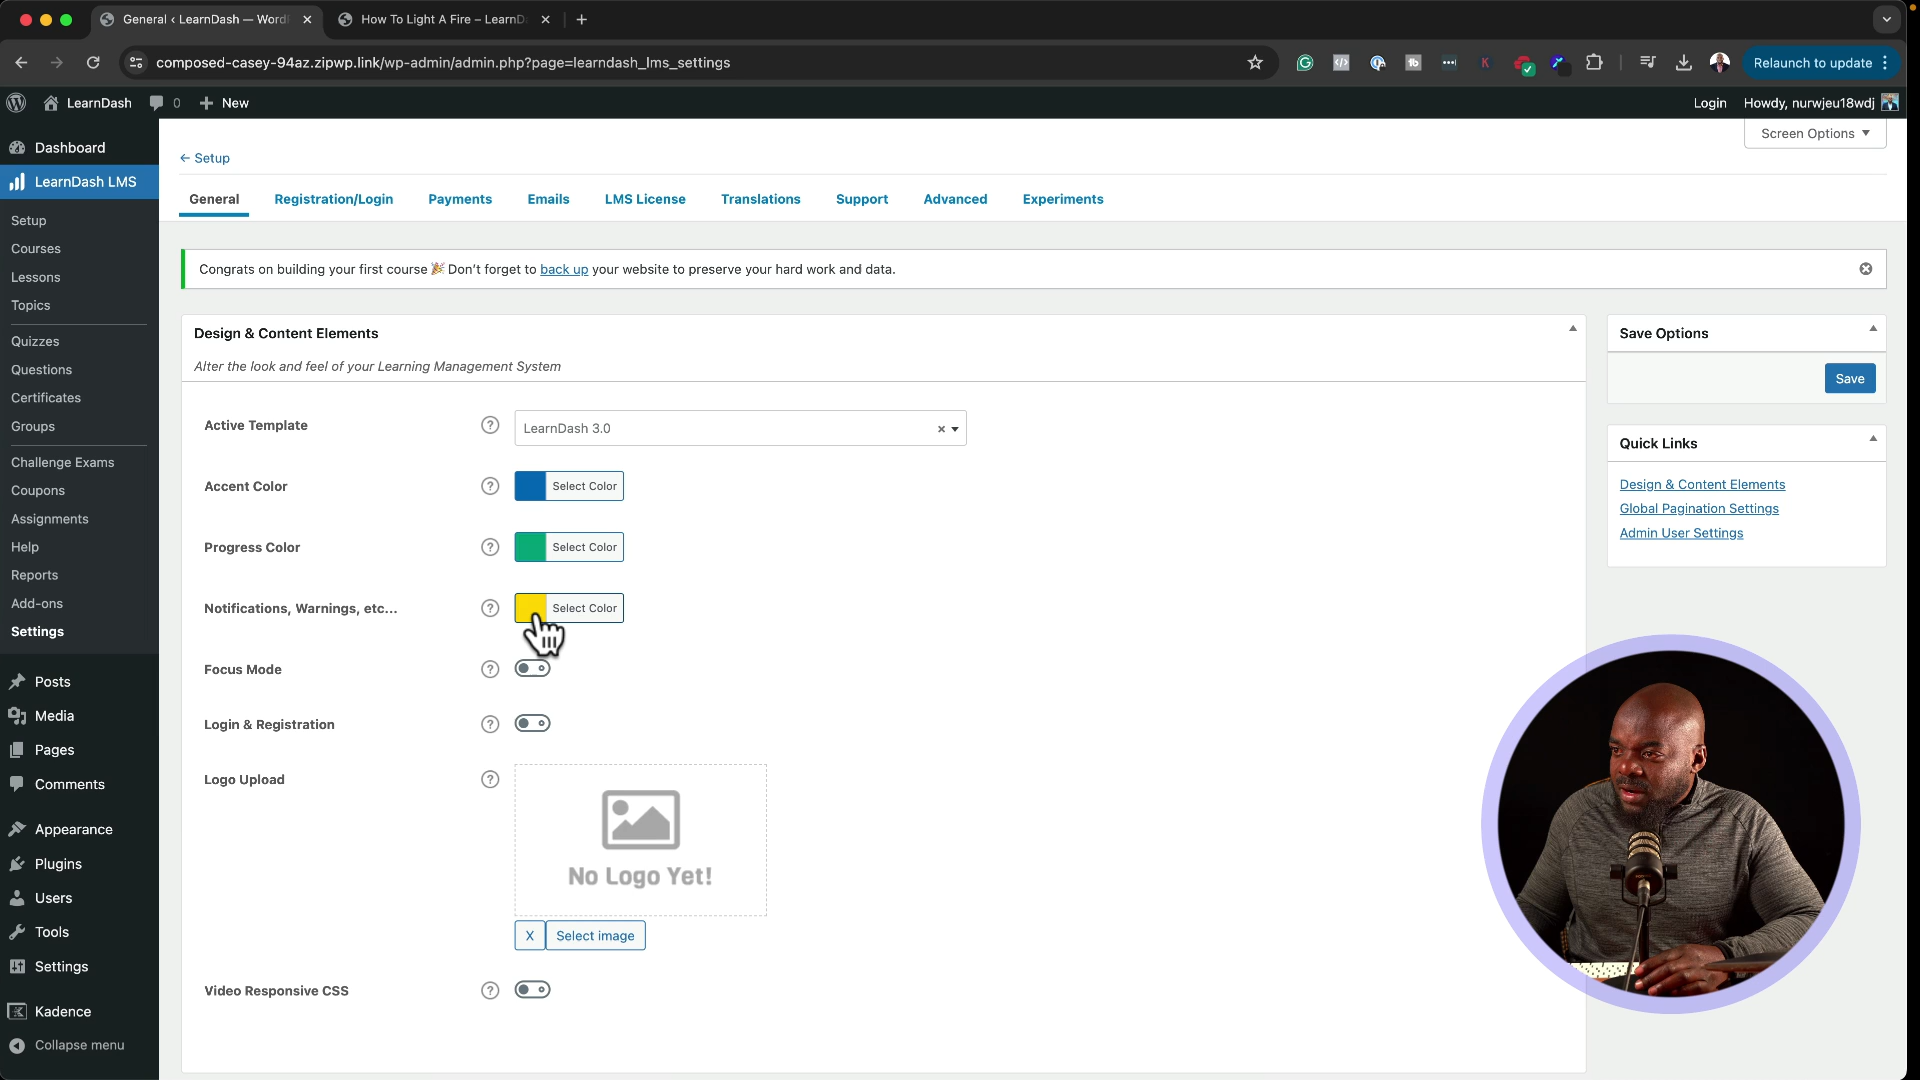 General < LearnDash — Word
How To Light A Fire – LearnD
composed-casey-94az.zipwp.link/wp-admin/admin.php?page=learndash_lms_settings
Relaunch to update
LearnDash
0
New
Login
Howdy, nurwjeu18wdj
Screen Options
Dashboard
LearnDash LMS
Setup
Courses
Lessons
Topics
Quizzes
Questions
Certificates
Groups
Challenge Exams
Coupons
Assignments
Help
Reports
Add-ons
Settings
Posts
Media
Pages
Comments
Appearance
Plugins
Users
Tools
Settings
Kadence
Collapse menu
← Setup
General
Registration/Login
Payments
Emails
LMS License
Translations
Support
Advanced
Experiments
Congrats on building your first course 🎉 Don't forget to back up your website to preserve your hard work and data.
Design & Content Elements
Alter the look and feel of your Learning Management System
Active Template
? LearnDash 3.0 ×
Accent Color
? Select Color
Progress Color
? Select Color
Notifications, Warnings, etc...
? Select Color
Focus Mode
?
Login & Registration
?
Logo Upload
?
No Logo Yet!
X Select image
Video Responsive CSS
?
Save Options
Save
Quick Links
Design & Content Elements
Global Pagination Settings
Admin User Settings